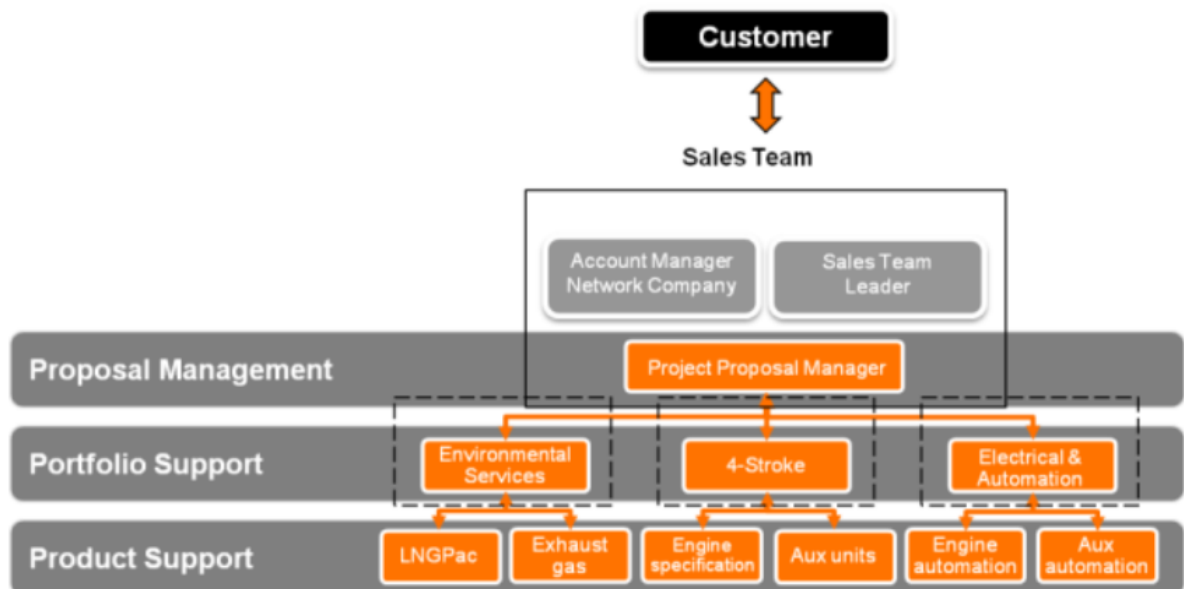 Customer
Sales Team
Account Manager
Network Company
Sales Team
Leader
Proposal Management
Project Proposal Manager
Portfolio Support
Environmental
Services
4-Stroke
Electrical &
Automation
Product Support
LNGPac
Exhaust
gas
Engine
specification
Aux units
Engine
automation
Aux
automation